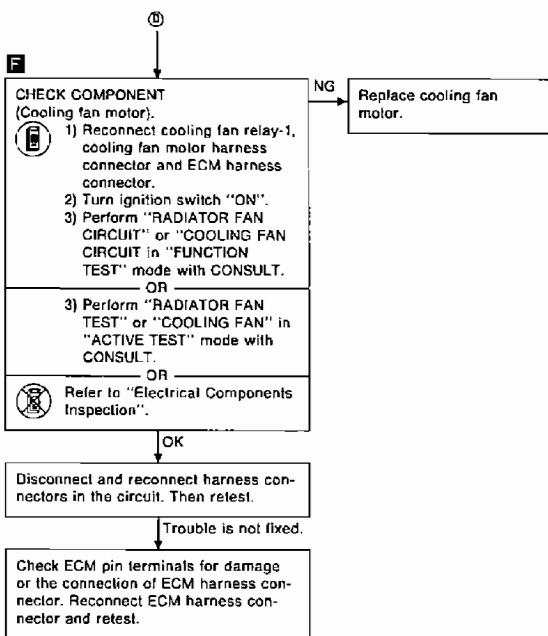 D
F
CHECK COMPONENT
(Cooling fan motor).
1) Reconnect cooling fan relay-1,
cooling fan motor harness
connector and ECM harness
connector.
2) Turn ignition switch "ON".
3) Perform "RADIATOR FAN
CIRCUIT" or "COOLING FAN
CIRCUIT in "FUNCTION
TEST" mode with CONSULT.
OR
3) Perform "RADIATOR FAN
TEST" or "COOLING FAN" in
"ACTIVE TEST" mode with
CONSULT.
OR
Refer to "Electrical Components
Inspection".
NG
Replace cooling fan
motor.
OK
Disconnect and reconnect harness con-
nectors in the circuit. Then retest.
Trouble is not fixed.
Check ECM pin terminals for damage
or the connection of ECM harness con-
nector. Reconnect ECM harness con-
nector and retest.